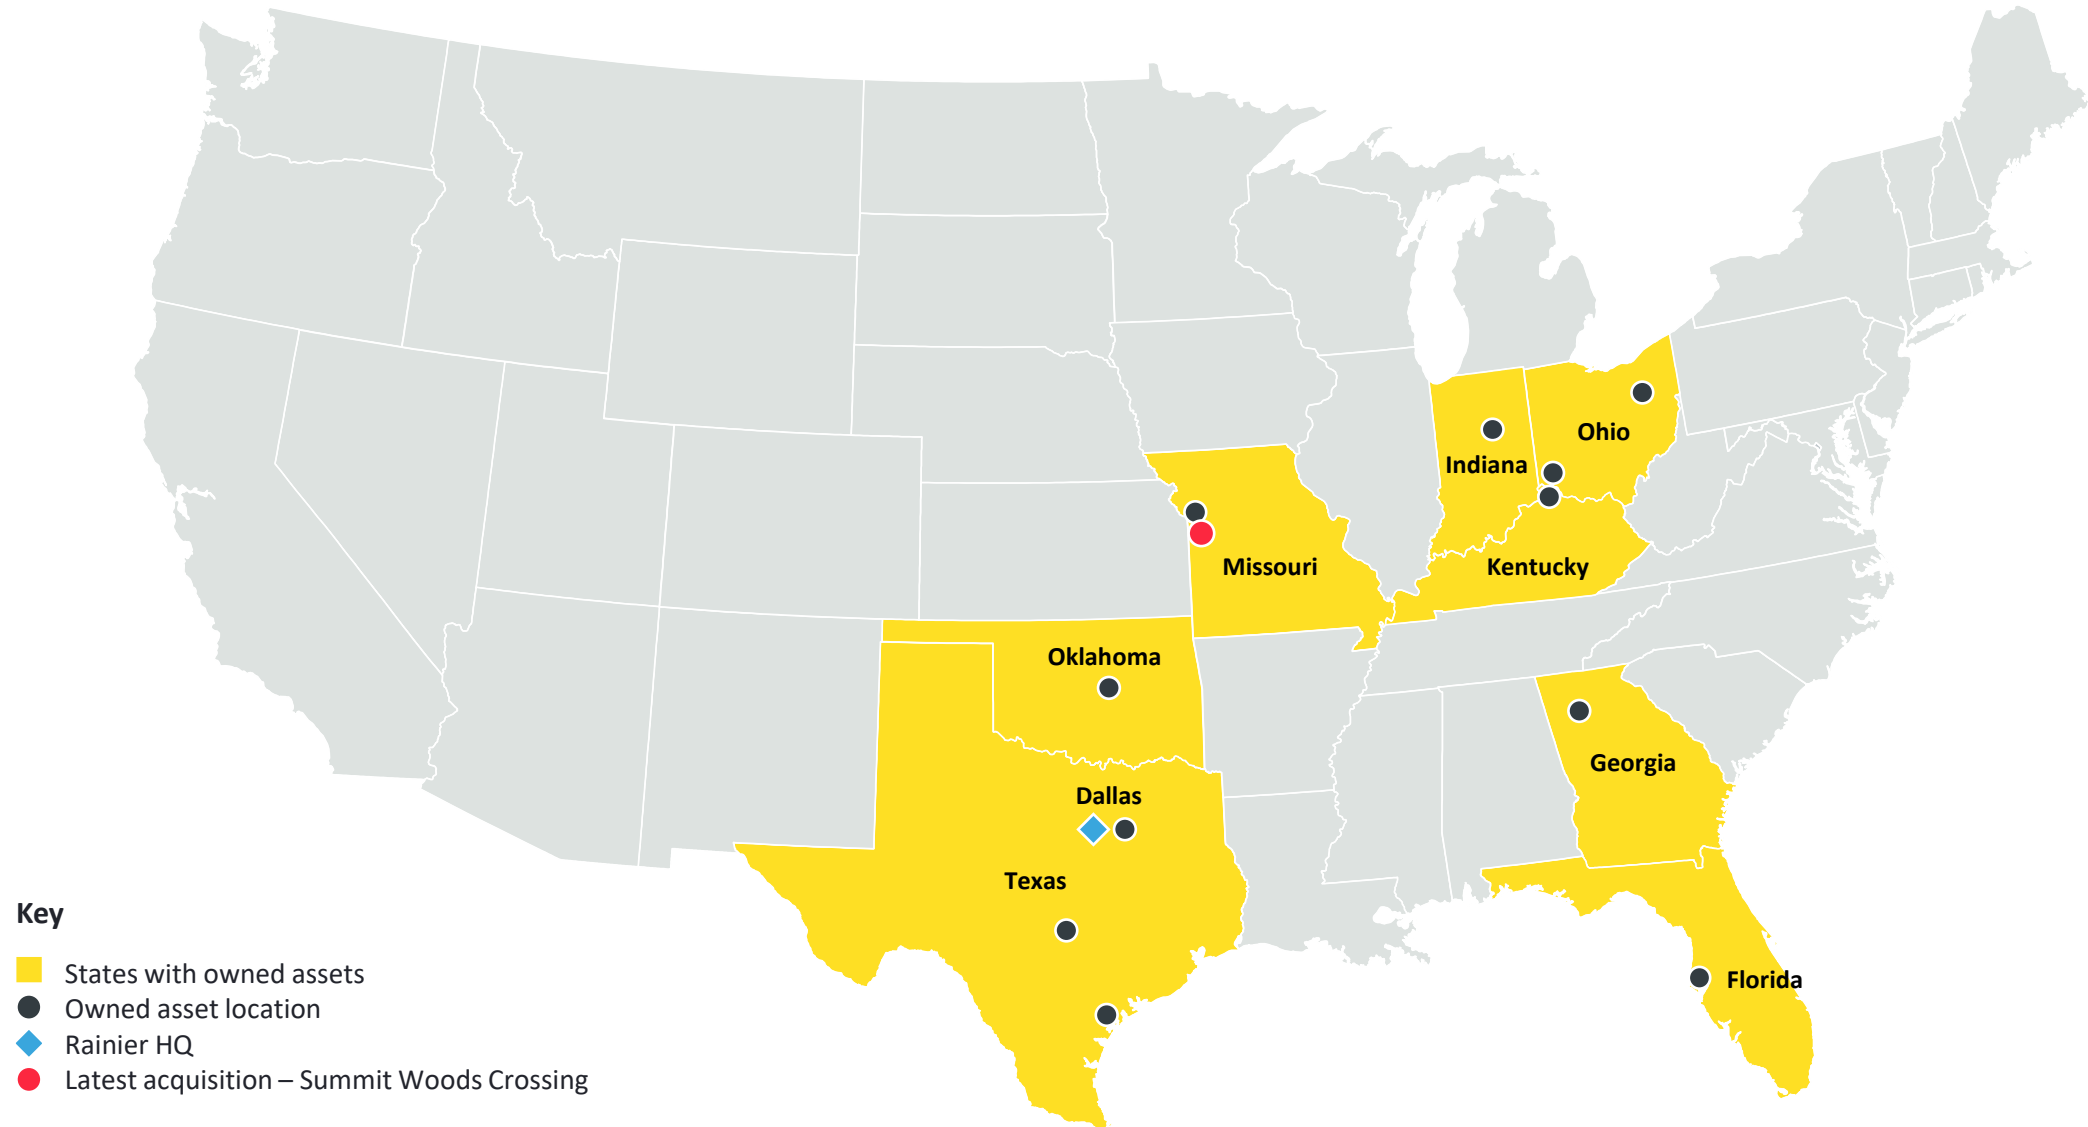 Ohio
Indiana
Missouri
Kentucky
Oklahoma
Georgia
Dallas
Texas
Florida
Key
States with owned assets
Owned asset location
Rainier HQ
Latest acquisition – Summit Woods Crossing